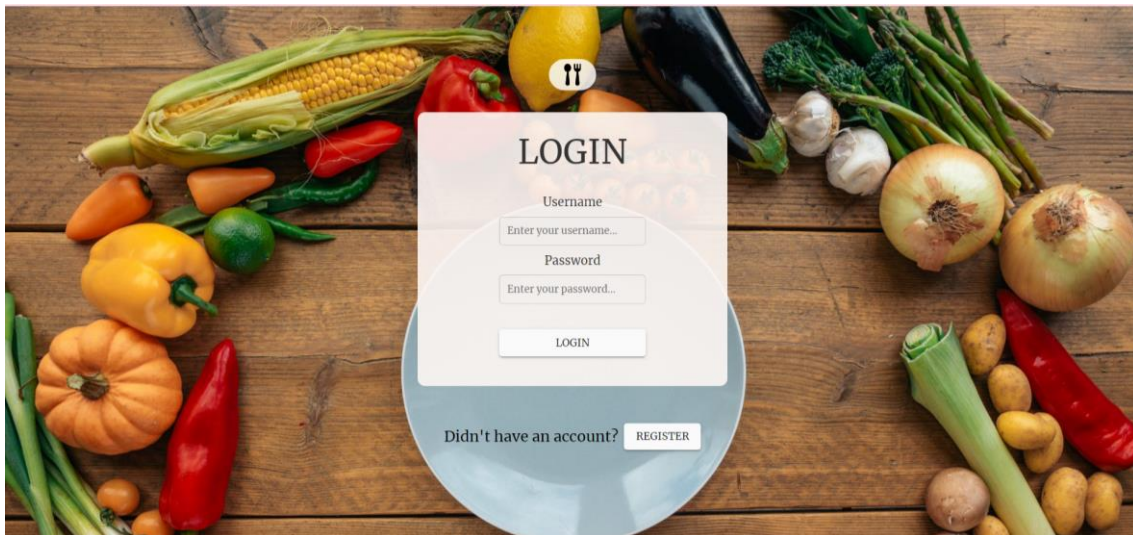 LOGIN
Username
Enter your username...
Password
Enter your password...
LOGIN
Didn't have an account? REGISTER